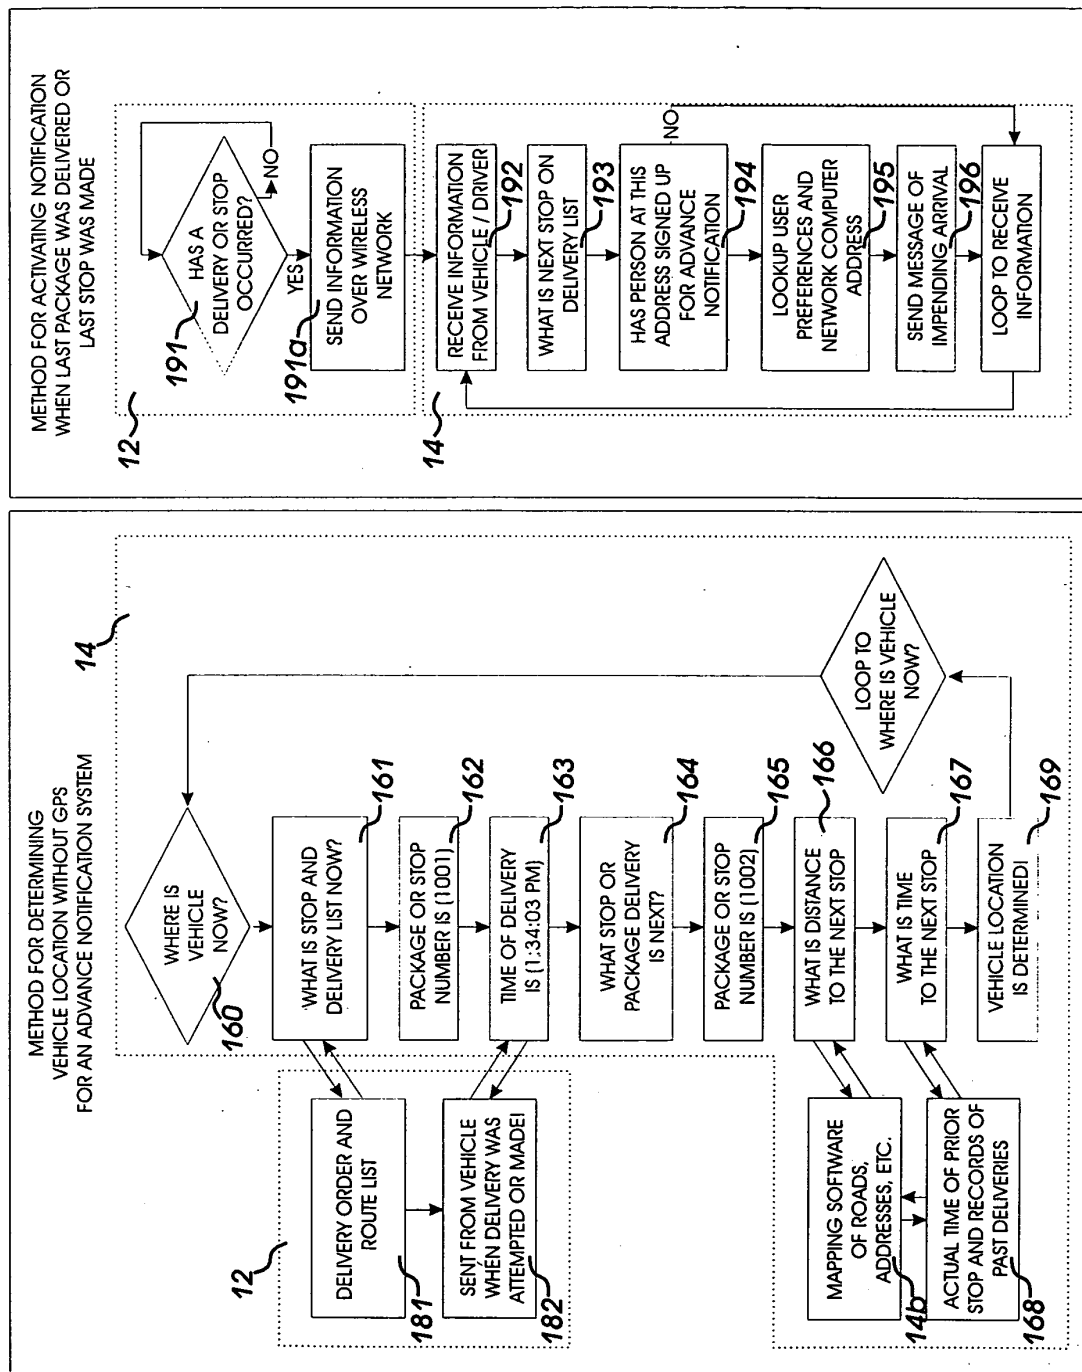 METHOD FOR DETERMINING
VEHICLE LOCATION WITHOUT GPS
FOR AN ADVANCE NOTIFICATION SYSTEM
14
WHERE IS
VEHICLE
NOW?
160
WHAT IS STOP AND
DELIVERY LIST NOW?
161
PACKAGE OR STOP
NUMBER IS (1001)
162
TIME OF DELIVERY
IS (1:34:03 PM)
163
WHAT STOP OR
PACKAGE DELIVERY
IS NEXT?
164
PACKAGE OR STOP
NUMBER IS (1002)
165
WHAT IS DISTANCE
TO THE NEXT STOP
166
WHAT IS TIME
TO THE NEXT STOP
167
VEHICLE LOCATION
IS DETERMINED!
169
LOOP TO
WHERE IS VEHICLE
NOW?
12
DELIVERY ORDER AND
ROUTE LIST
181
SENT FROM VEHICLE
WHEN DELIVERY WAS
ATTEMPTED OR MADE!
182
MAPPING SOFTWARE
OF ROADS,
ADDRESSES, ETC.
14b
ACTUAL TIME OF PRIOR
STOP AND RECORDS OF
PAST DELIVERIES
168
METHOD FOR ACTIVATING NOTIFICATION
WHEN LAST PACKAGE WAS DELIVERED OR
LAST STOP WAS MADE
12
HAS A
DELIVERY OR STOP
OCCURRED?
191
NO
YES
SEND INFORMATION
OVER WIRELESS
NETWORK
191a
14
RECEIVE INFORMATION
FROM VEHICLE / DRIVER
192
WHAT IS NEXT STOP ON
DELIVERY LIST
193
HAS PERSON AT THIS
ADDRESS SIGNED UP
FOR ADVANCE
NOTIFICATION
194
NO
LOOKUP USER
PREFERENCES AND
NETWORK COMPUTER
ADDRESS
195
SEND MESSAGE OF
IMPENDING ARRIVAL
196
LOOP TO RECEIVE
INFORMATION